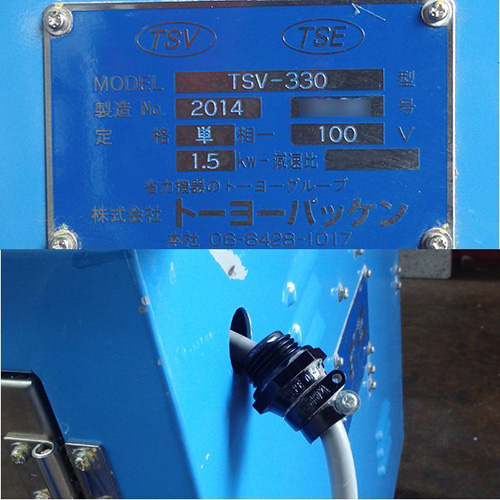 TSV TSE
MODEL TSV-330 型
製造 No. 2014 号
定格 単 相― 100 V
1.5 kw-減速比
省力機器のトーヨーグループ
株式会社 トーヨーパッケン
本社 06-6428-1017